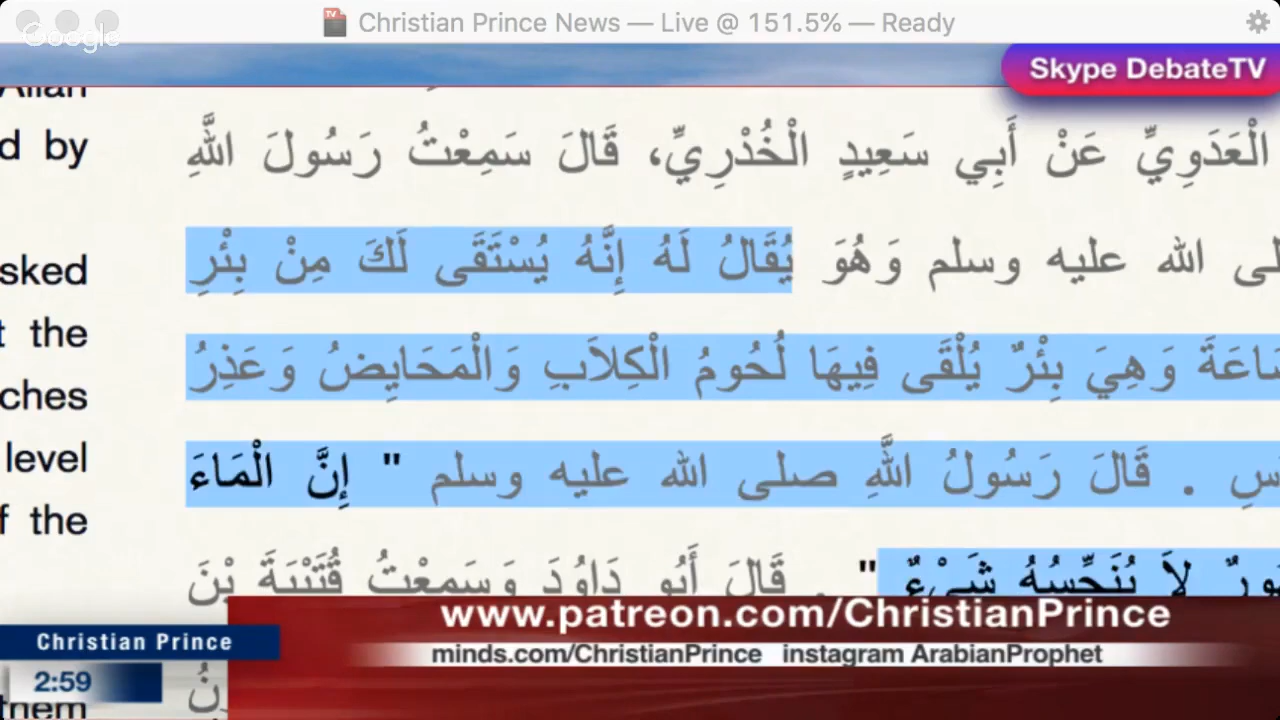 Google
Christian Prince News — Live @ 151.5% — Ready
Skype DebateTV
d by
the
level
the
الْعَدَوِيِّ عَنْ أَبِي سَعِيدٍ الْخُدْرِيِّ، قَالَ سَمِعْتُ رَسُولَ اللَّهِ
لى الله عليه وسلم وَهُوَ يُقَالُ لَهُ إِنَّهُ يُسْتَقَى لَكَ مِنْ بِئْرِ
ضَاعَةَ وَهِيَ بِئْرٌ يُلْقَى فِيهَا لُحُومُ الْكِلاَبِ وَالْمَحَايِضُ وَعَذِرُ
سِ . قَالَ رَسُولُ اللَّهِ صلى الله عليه وسلم " إِنَّ الْمَاءَ
ورٌ لاَ يُنَجِّسُهُ شَىْءٌ " . قَالَ أَبُو دَاوُدَ وَسَمِعْتُ قُتَيْبَةَ بْنَ
www.patreon.com/ChristianPrince
Christian Prince
minds.com/ChristianPrince instagram ArabianProphet
2:59